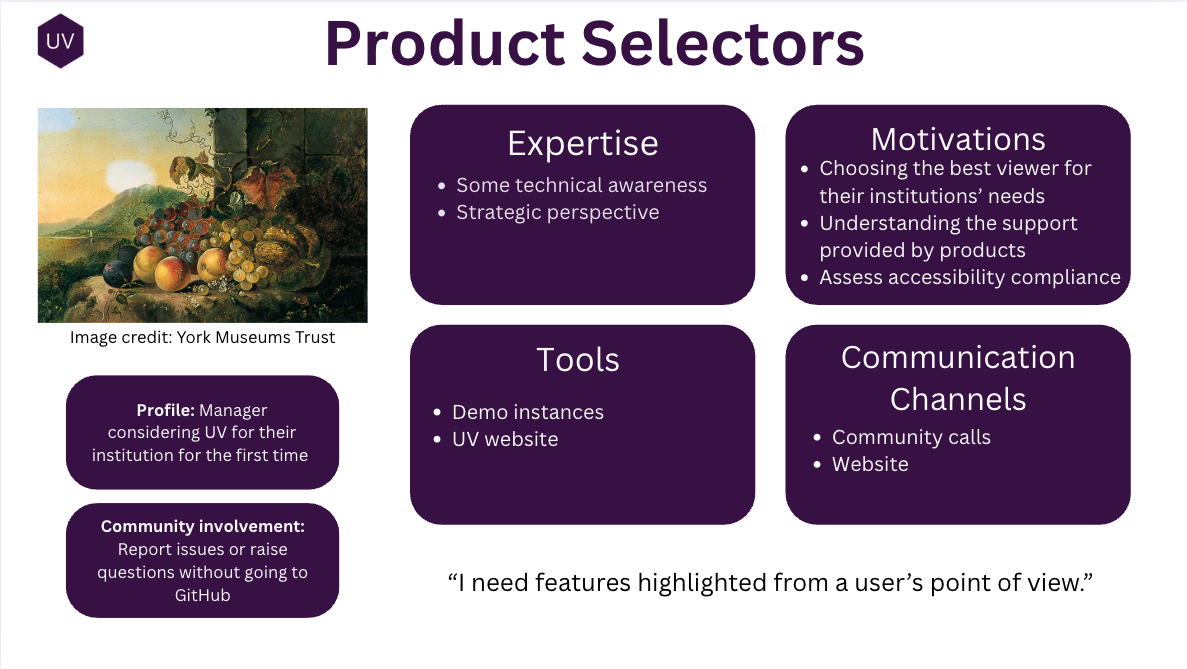 UV
Product Selectors
Image credit: York Museums Trust
Profile: Manager
considering UV for their
institution for the first time
Community involvement:
Report issues or raise
questions without going to
GitHub
Expertise
• Some technical awareness
• Strategic perspective
Motivations
• Choosing the best viewer for
their institutions’ needs
• Understanding the support
provided by products
• Assess accessibility compliance
Tools
• Demo instances
• UV website
Communication
Channels
• Community calls
• Website
“I need features highlighted from a user’s point of view.”